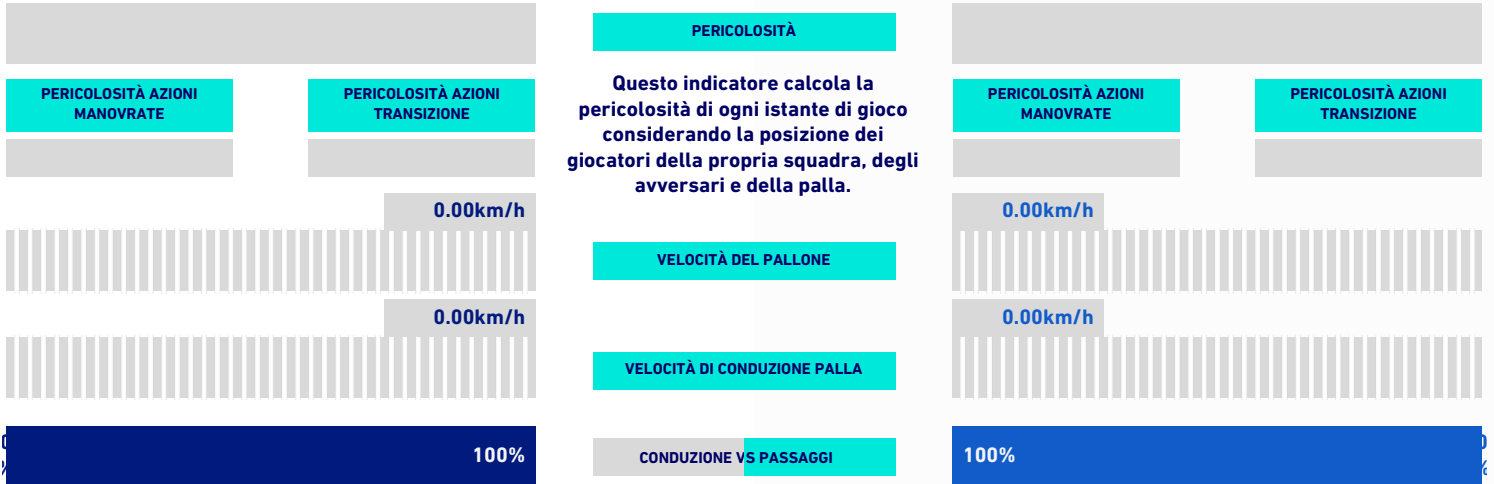 PERICOLOSITÀ
PERICOLOSITÀ AZIONI
MANOVRATE
PERICOLOSITÀ AZIONI
TRANSIZIONE
Questo indicatore calcola la
pericolosità di ogni istante di gioco
considerando la posizione dei
giocatori della propria squadra, degli
avversari e della palla.
PERICOLOSITÀ AZIONI
MANOVRATE
PERICOLOSITÀ AZIONI
TRANSIZIONE
0.00km/h
0.00km/h
VELOCITÀ DEL PALLONE
0.00km/h
0.00km/h
VELOCITÀ DI CONDUZIONE PALLA
100%
CONDUZIONE VS PASSAGGI
100%